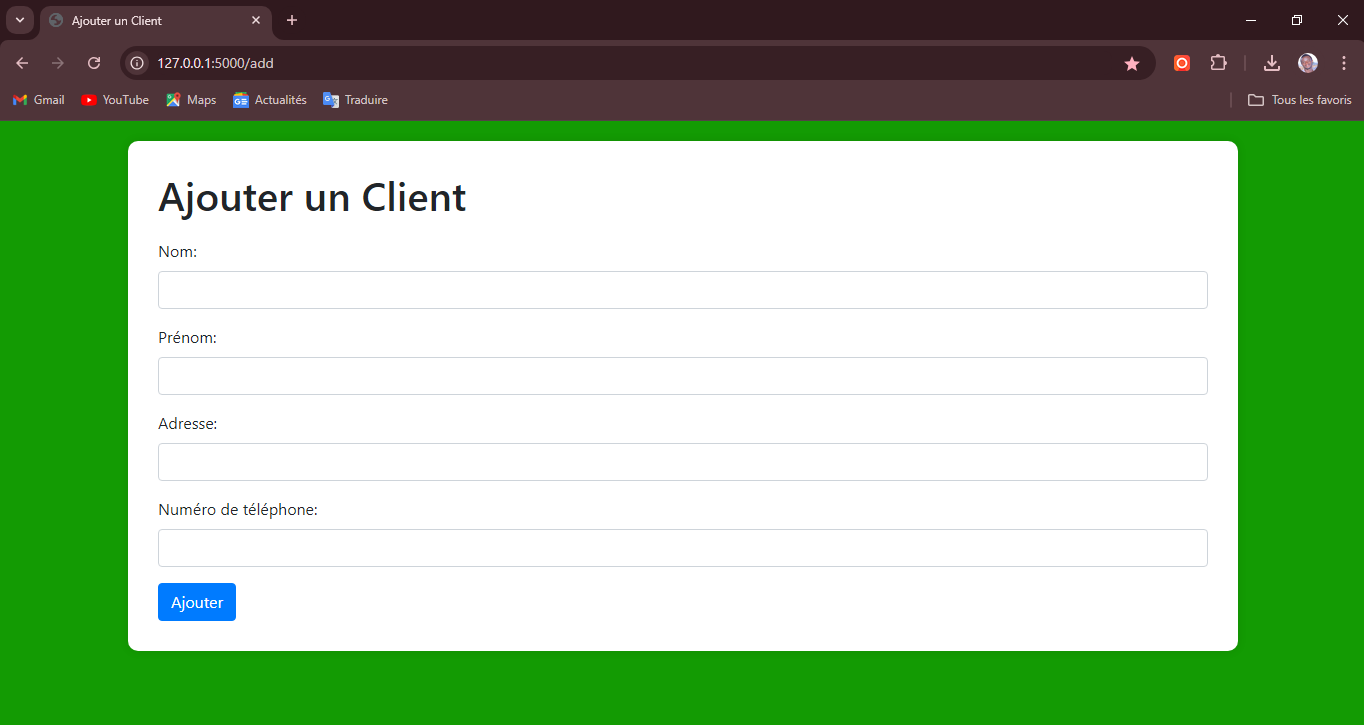 Ajouter un Client
127.0.0.1:5000/add
Gmail YouTube Maps Actualités Traduire Tous les favoris
Ajouter un Client
Nom:
Prénom:
Adresse:
Numéro de téléphone:
Ajouter